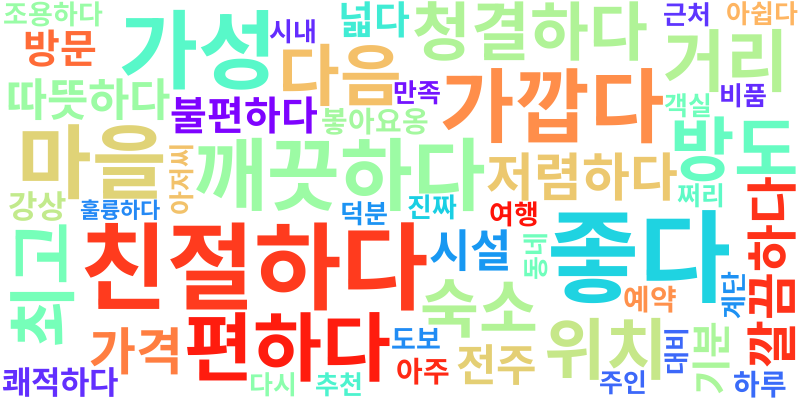 조용하다
가성
시내
넓다
청결하다
근처
아쉽다
방문
다음
거리
따뜻하다
불편하다
만족
가깝다
비품
객실
봏아요옹
마을
깨끗하다
저렴하다
방도
아저씨
강상
훌륭하다
덕분
진짜
여행
쩌리
깔끔하다
최고
친절하다
시설
동네
좋다
계단
숙소
예약
가격
편하다
도보
위치
대비
기분
쾌적하다
다시
추천
아주
전주
주인
하루